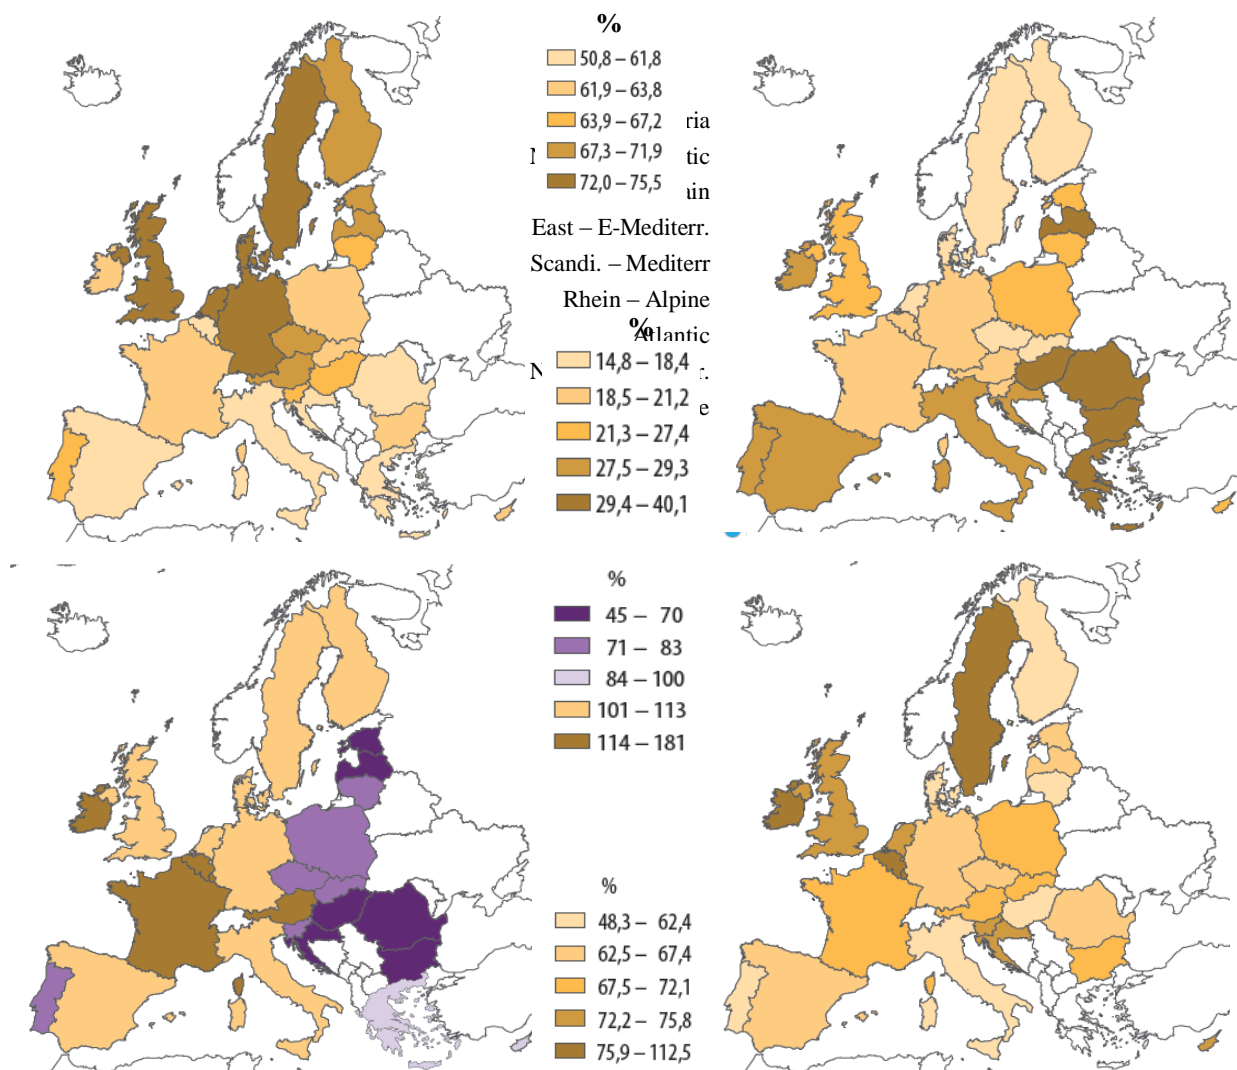 %
50,8 – 61,8
61,9 – 63,8
63,9 – 67,2
67,3 – 71,9
72,0 – 75,5
East – E-Mediterr.
Scandi. – Mediterr
Rhein – Alpine
Atlantic
%
14,8 – 18,4
18,5 – 21,2
21,3 – 27,4
27,5 – 29,3
29,4 – 40,1
%
45 – 70
71 – 83
84 – 100
101 – 113
114 – 181
%
48,3 – 62,4
62,5 – 67,4
67,5 – 72,1
72,2 – 75,8
75,9 – 112,5